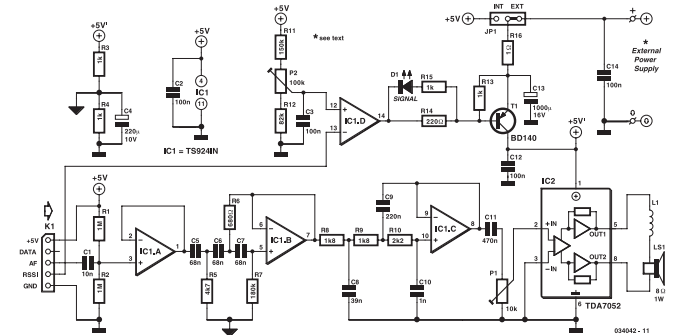 +5V'
R3
1k
R4
1k
C4
220µ
10V
+5V
C2
100n
4
IC1
11
IC1 = TS924IN
+5V
R11
150k
P2
100k
R12
82k
C3
100n
* see text
12
13
IC1.D
14
D1
SIGNAL
R15
1k
R14
220Ω
R13
1k
+5V
INT EXT
JP1
R16
1Ω
T1
BD140
C13
1000µ
16V
C12
100n
+5V'
C14
100n
+
*
External
Power
Supply
0
K1
+5V
DATA
AF
RSSI
GND
+5V
R1
1M
C1
10n
R2
1M
2
3
IC1.A
1
C5
68n
C6
68n
C7
68n
R5
4k7
R6
680Ω
R7
180k
6
5
IC1.B
7
R8
1k8
R9
1k8
R10
2k2
C9
220n
C8
39n
C10
1n
9
10
IC1.C
8
C11
470n
P1
10k
IC2
1
2
+IN
3
−IN
OUT1
5
OUT2
8
6
TDA7052
L1
LS1
8Ω
1W
034042 - 11